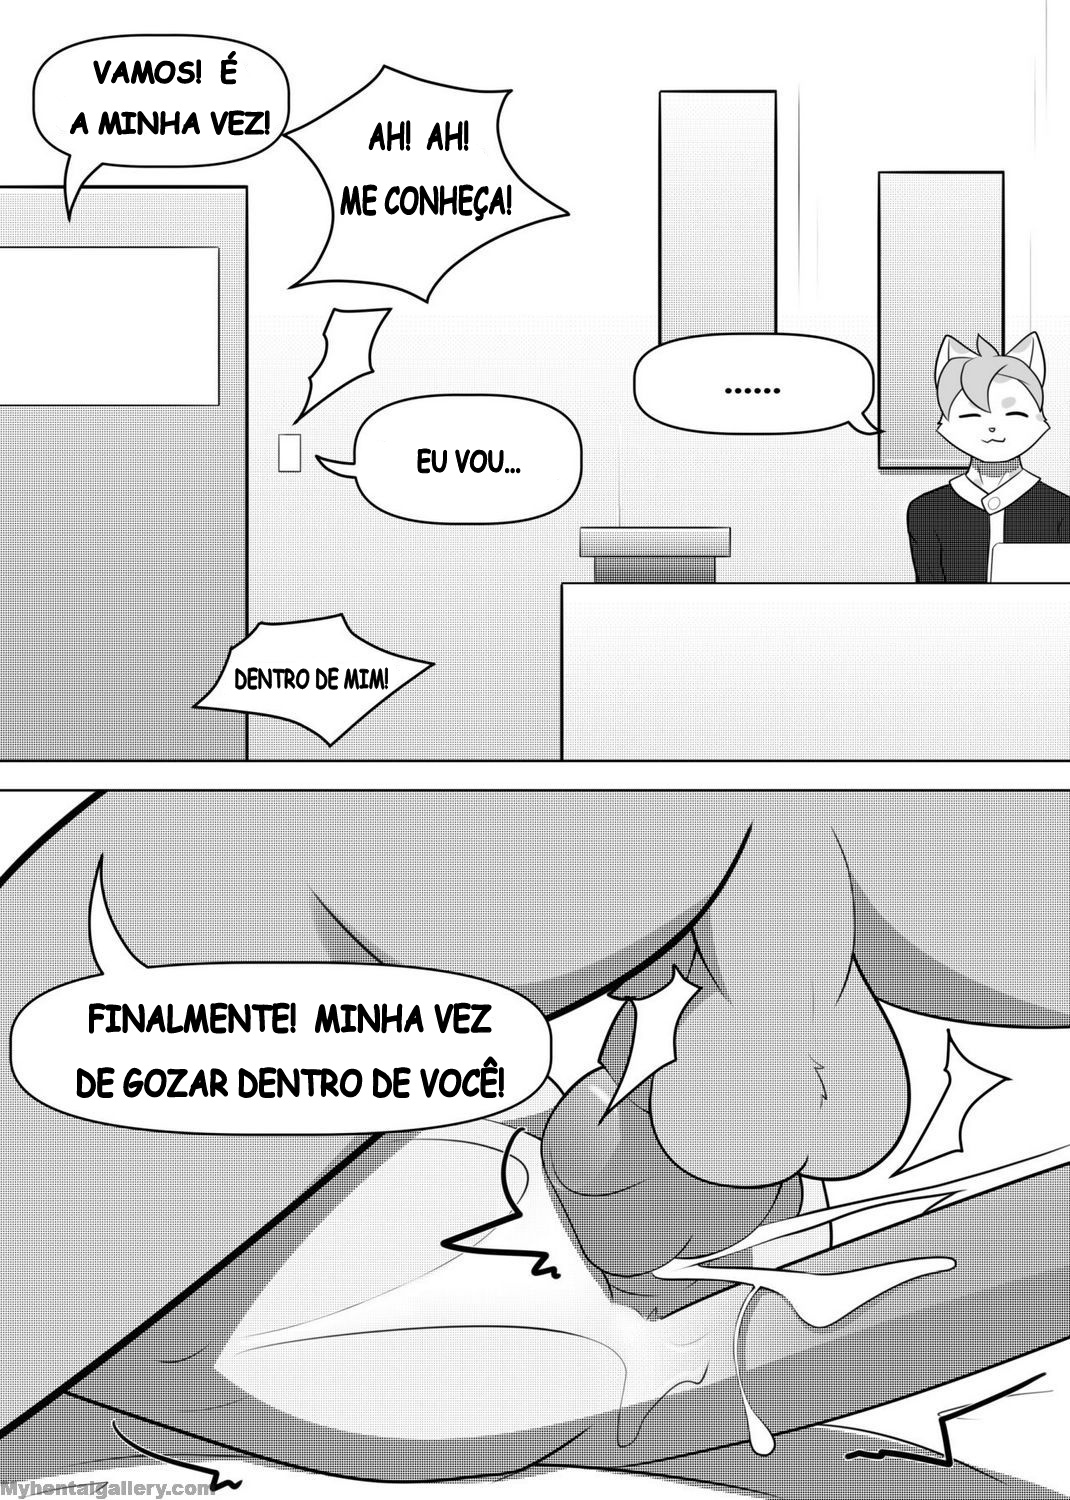 VAMOS! É
A MINHA VEZ!
AH! AH!
ME CONHEÇA!
......
EU VOU...
DENTRO DE MIM!
FINALMENTE! MINHA VEZ
DE GOZAR DENTRO DE VOCÊ!
Myhentaigallery.com